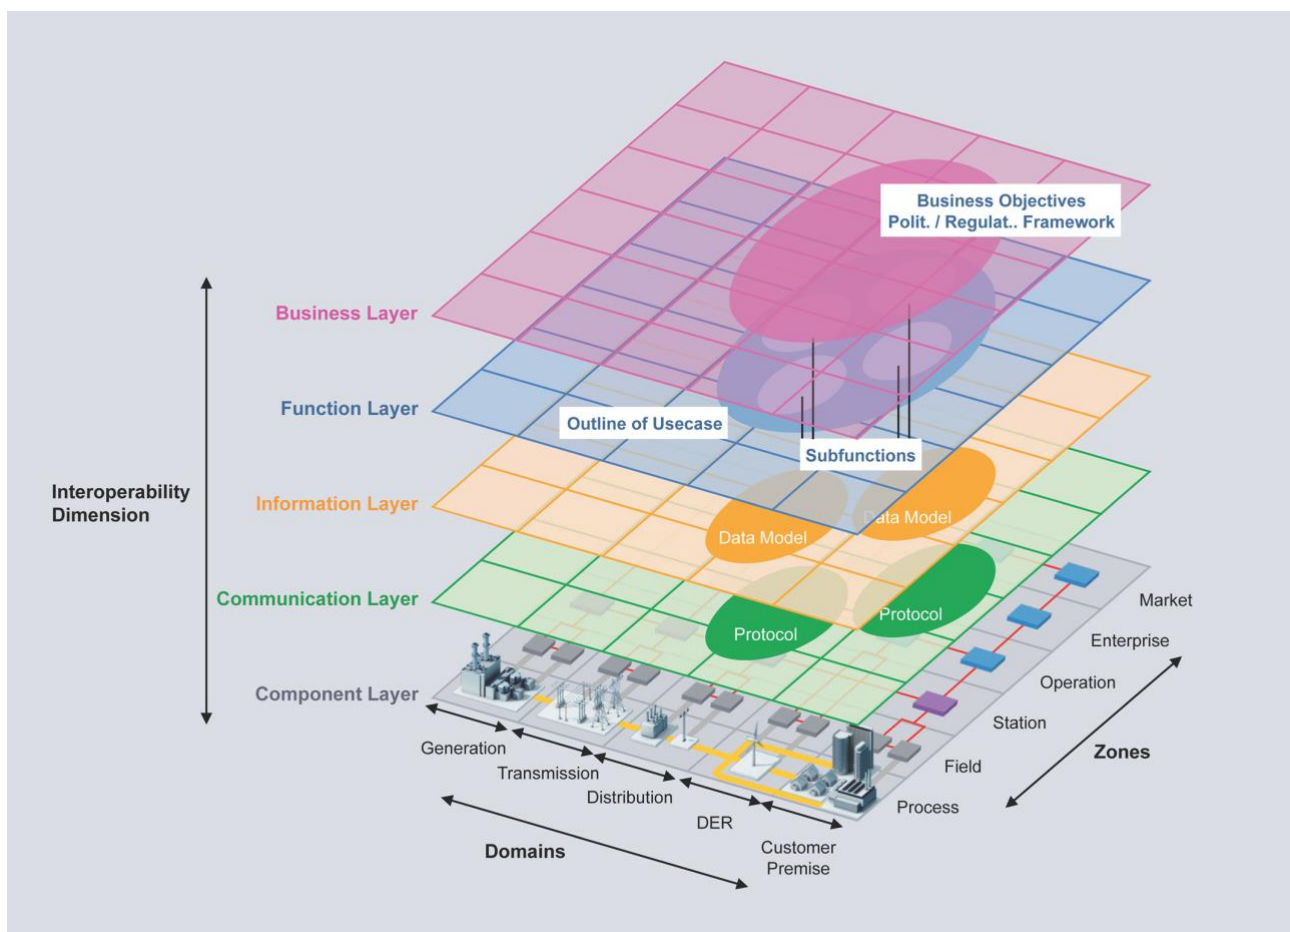 Business Objectives
Polit. / Regulat.. Framework
Business Layer
Function Layer
Outline of Usecase
Subfunctions
Interoperability
Dimension
Information Layer
Data Model
Data Model
Communication Layer
Protocol
Protocol
Component Layer
Market
Enterprise
Operation
Station
Field
Process
Zones
Generation
Transmission
Distribution
DER
Customer
Premise
Domains